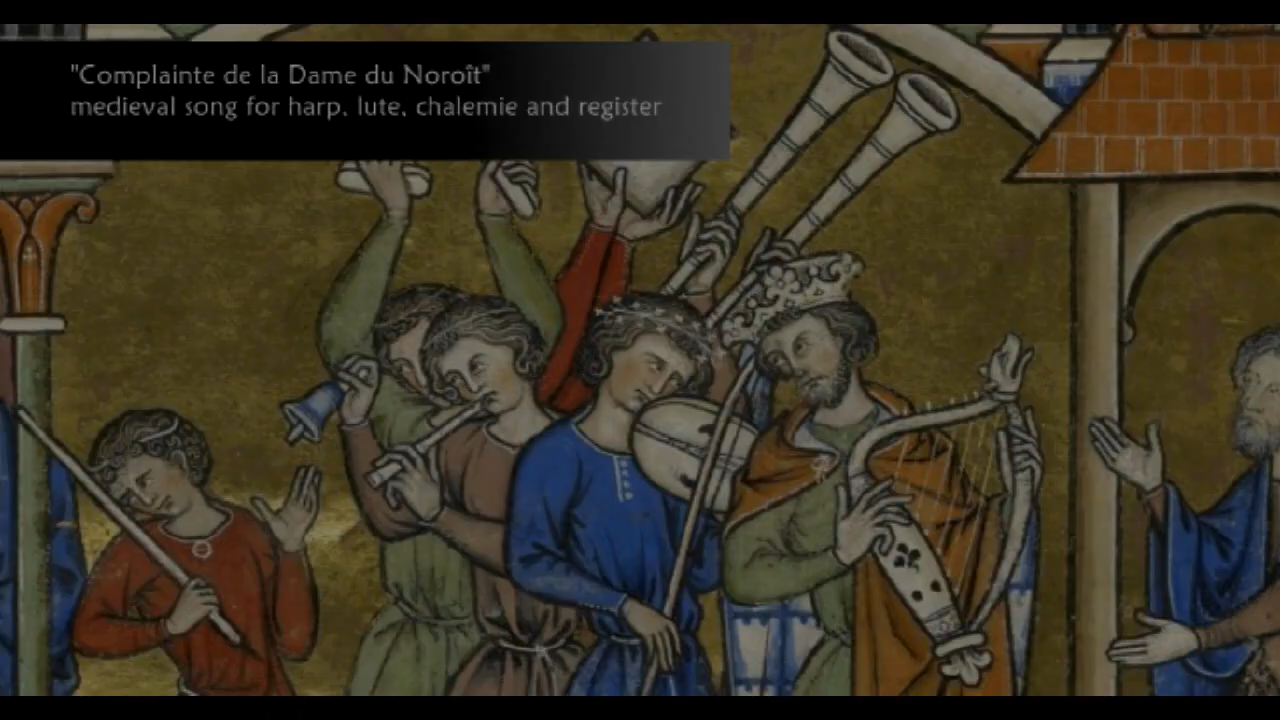 "Complainte de la Dame du Noroît"
medieval song for harp, lute, chalemie and register